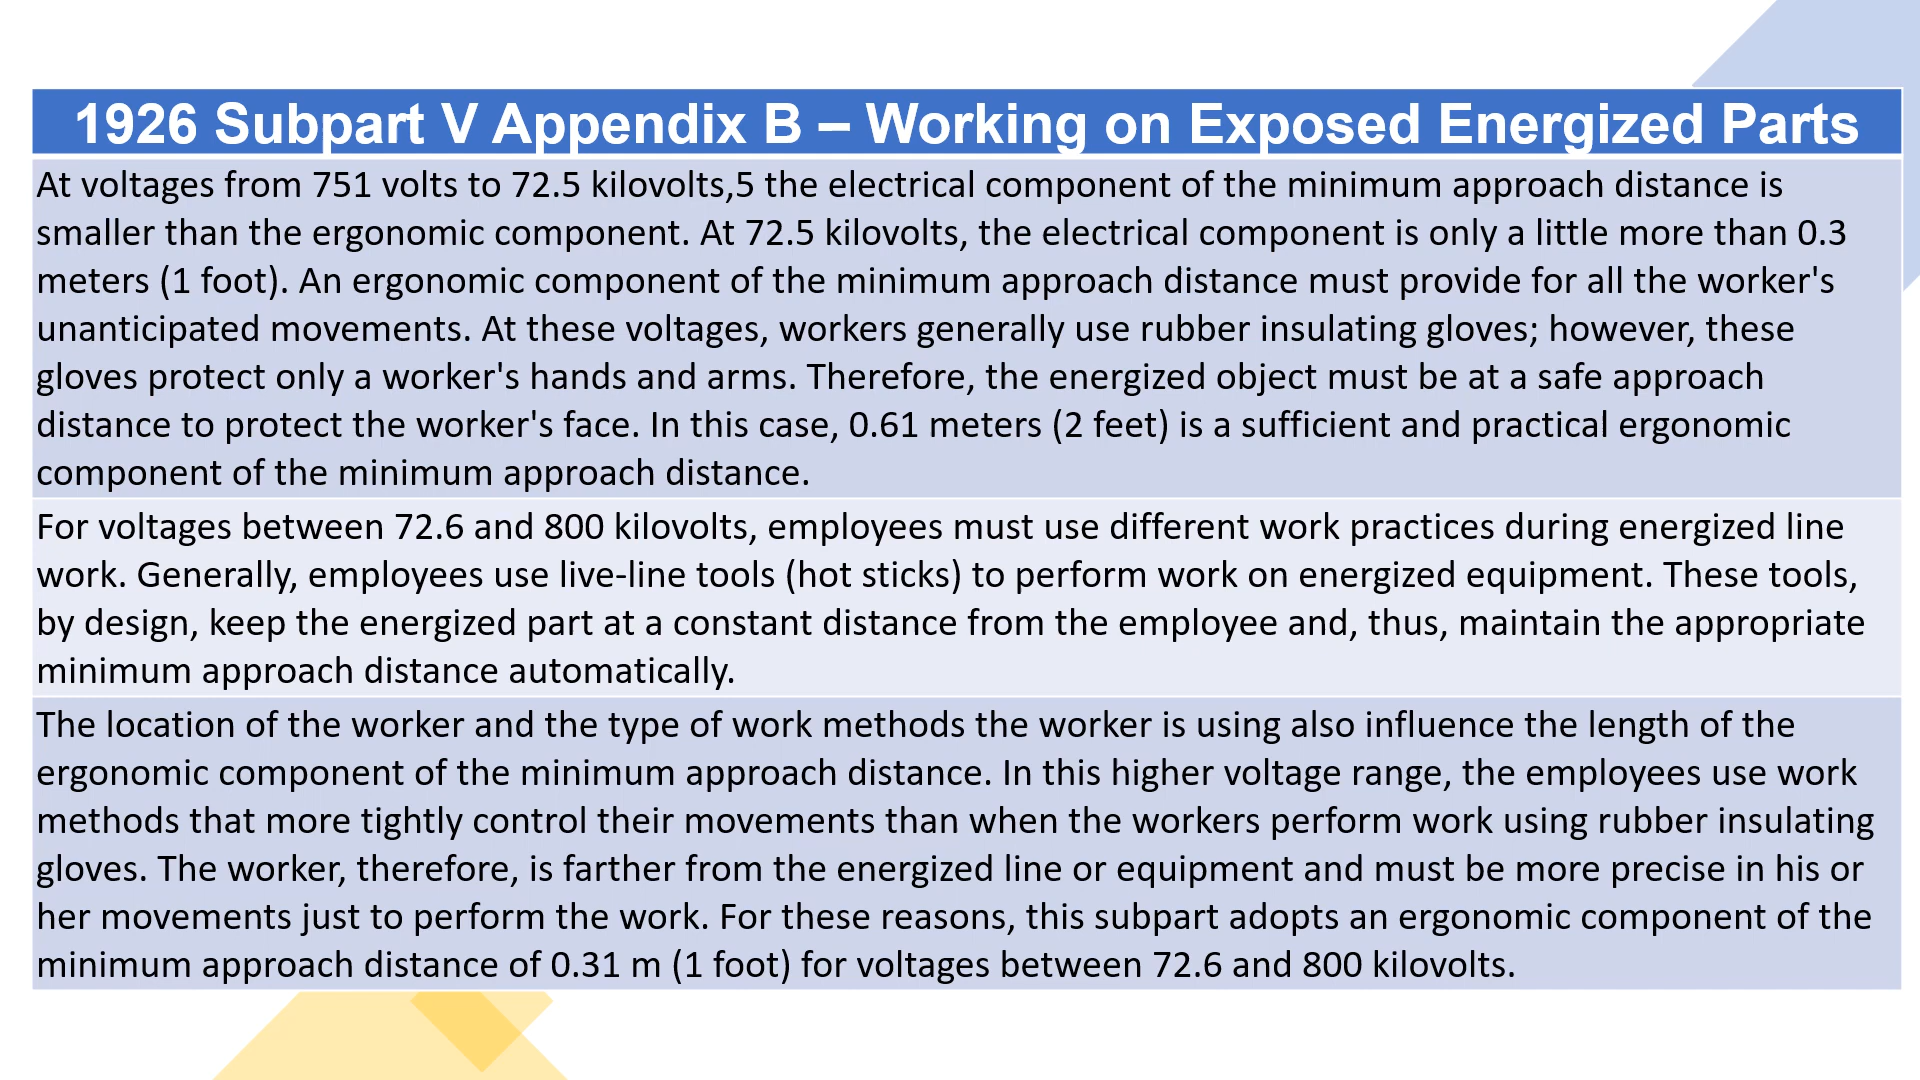 1926 Subpart V Appendix B – Working on Exposed Energized Parts
At voltages from 751 volts to 72.5 kilovolts,5 the electrical component of the minimum approach distance is
smaller than the ergonomic component. At 72.5 kilovolts, the electrical component is only a little more than 0.3
meters (1 foot). An ergonomic component of the minimum approach distance must provide for all the worker's
unanticipated movements. At these voltages, workers generally use rubber insulating gloves; however, these
gloves protect only a worker's hands and arms. Therefore, the energized object must be at a safe approach
distance to protect the worker's face. In this case, 0.61 meters (2 feet) is a sufficient and practical ergonomic
component of the minimum approach distance.
For voltages between 72.6 and 800 kilovolts, employees must use different work practices during energized line
work. Generally, employees use live-line tools (hot sticks) to perform work on energized equipment. These tools,
by design, keep the energized part at a constant distance from the employee and, thus, maintain the appropriate
minimum approach distance automatically.
The location of the worker and the type of work methods the worker is using also influence the length of the
ergonomic component of the minimum approach distance. In this higher voltage range, the employees use work
methods that more tightly control their movements than when the workers perform work using rubber insulating
gloves. The worker, therefore, is farther from the energized line or equipment and must be more precise in his or
her movements just to perform the work. For these reasons, this subpart adopts an ergonomic component of the
minimum approach distance of 0.31 m (1 foot) for voltages between 72.6 and 800 kilovolts.